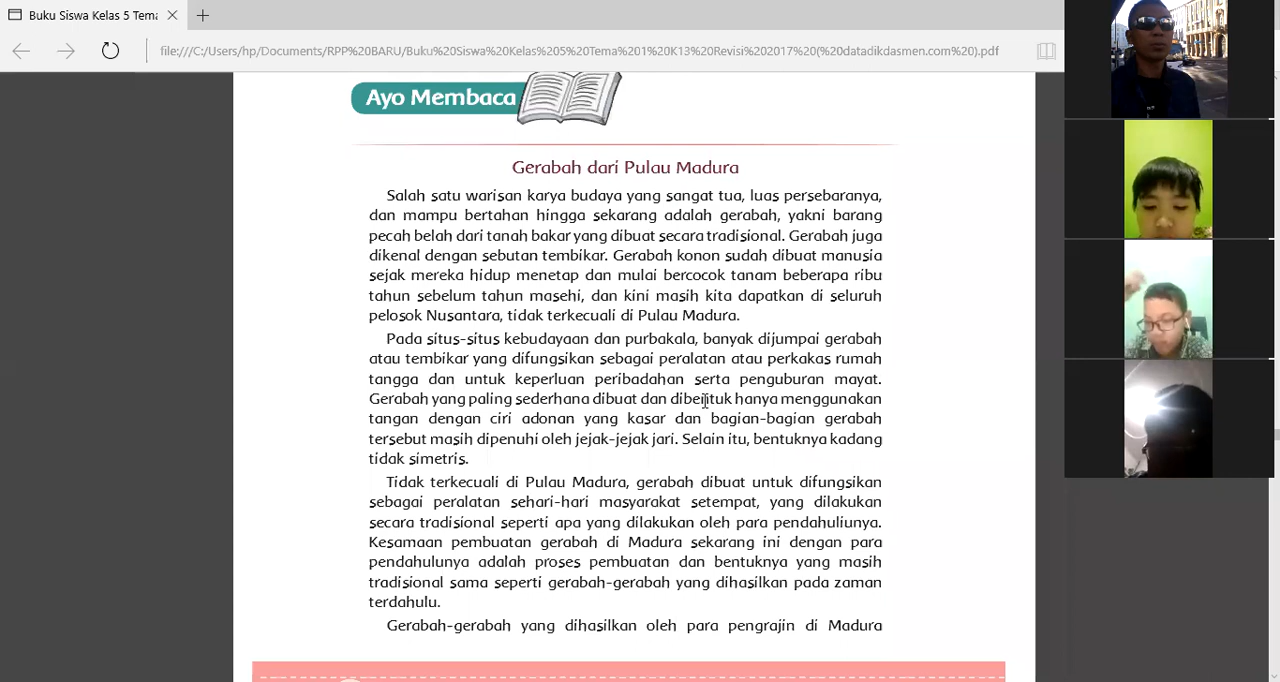 Buku Siswa Kelas 5 Tema
file:///C:/Users/hp/Documents/RPP%20BARU/Buku%20Siswa%20Kelas%205%20Tema%201%20K13%20Revisi%202017%20(%20datadikdasmen.com%20).pdf
Ayo Membaca
Gerabah dari Pulau Madura
Salah satu warisan karya budaya yang sangat tua, luas persebaranya,
dan mampu bertahan hingga sekarang adalah gerabah, yakni barang
pecah belah dari tanah bakar yang dibuat secara tradisional. Gerabah juga
dikenal dengan sebutan tembikar. Gerabah konon sudah dibuat manusia
sejak mereka hidup menetap dan mulai bercocok tanam beberapa ribu
tahun sebelum tahun masehi, dan kini masih kita dapatkan di seluruh
pelosok Nusantara, tidak terkecuali di Pulau Madura.
Pada situs-situs kebudayaan dan purbakala, banyak dijumpai gerabah
atau tembikar yang difungsikan sebagai peralatan atau perkakas rumah
tangga dan untuk keperluan peribadahan serta penguburan mayat.
Gerabah yang paling sederhana dibuat dan dibentuk hanya menggunakan
tangan dengan ciri adonan yang kasar dan bagian-bagian gerabah
tersebut masih dipenuhi oleh jejak-jejak jari. Selain itu, bentuknya kadang
tidak simetris.
Tidak terkecuali di Pulau Madura, gerabah dibuat untuk difungsikan
sebagai peralatan sehari-hari masyarakat setempat, yang dilakukan
secara tradisional seperti apa yang dilakukan oleh para pendahuliunya.
Kesamaan pembuatan gerabah di Madura sekarang ini dengan para
pendahulunya adalah proses pembuatan dan bentuknya yang masih
tradisional sama seperti gerabah-gerabah yang dihasilkan pada zaman
terdahulu.
Gerabah-gerabah yang dihasilkan oleh para pengrajin di Madura